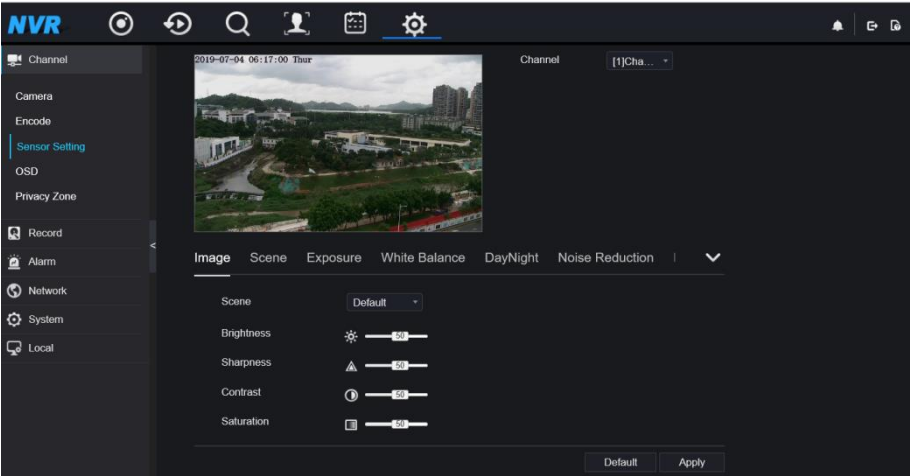 NVR
Channel
Camera
Encode
Sensor Setting
OSD
Privacy Zone
Record
Alarm
Network
System
Local
<
2019-07-04 06:17:00 Thur
Channel [1]Cha...
Image Scene Exposure White Balance DayNight Noise Reduction
Scene Default
Brightness 50
Sharpness 50
Contrast 50
Saturation 50
Default Apply